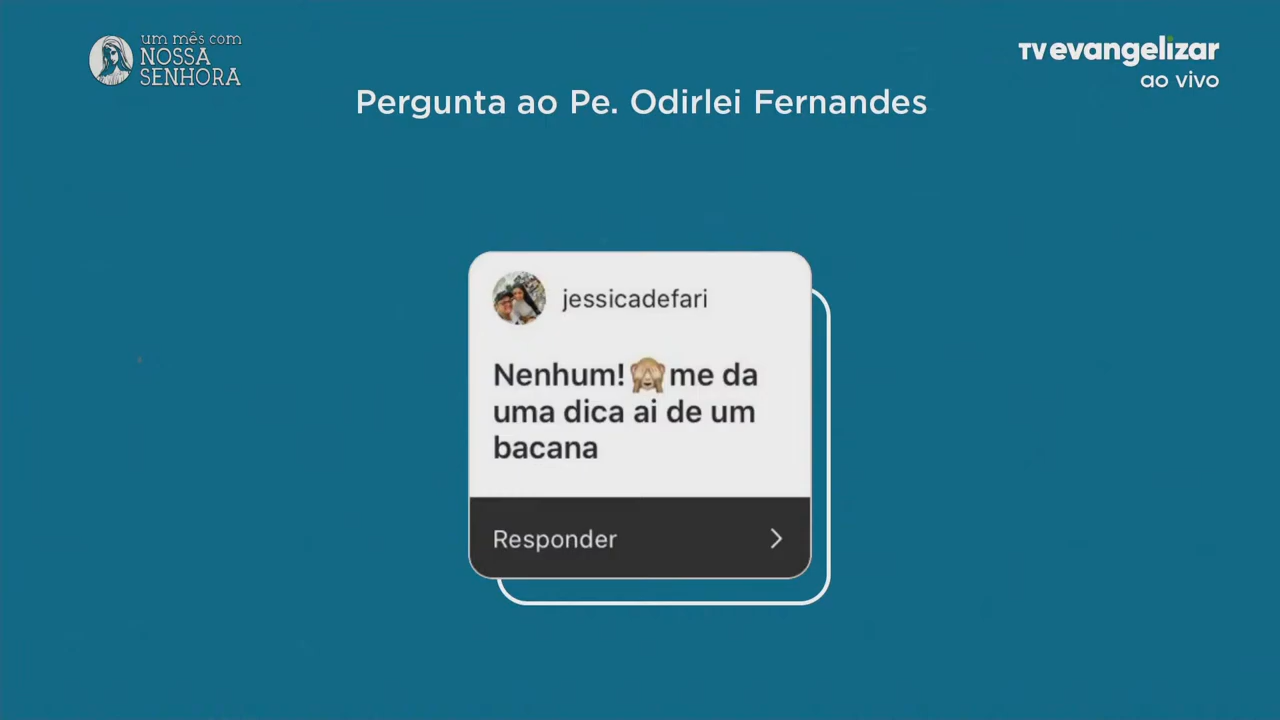 um mês com
NOSSA
SENHORA
TV evangelizar
ao vivo
Pergunta ao Pe. Odirlei Fernandes
jessicadefari
Nenhum!🙈me da
uma dica ai de um
bacana
Responder